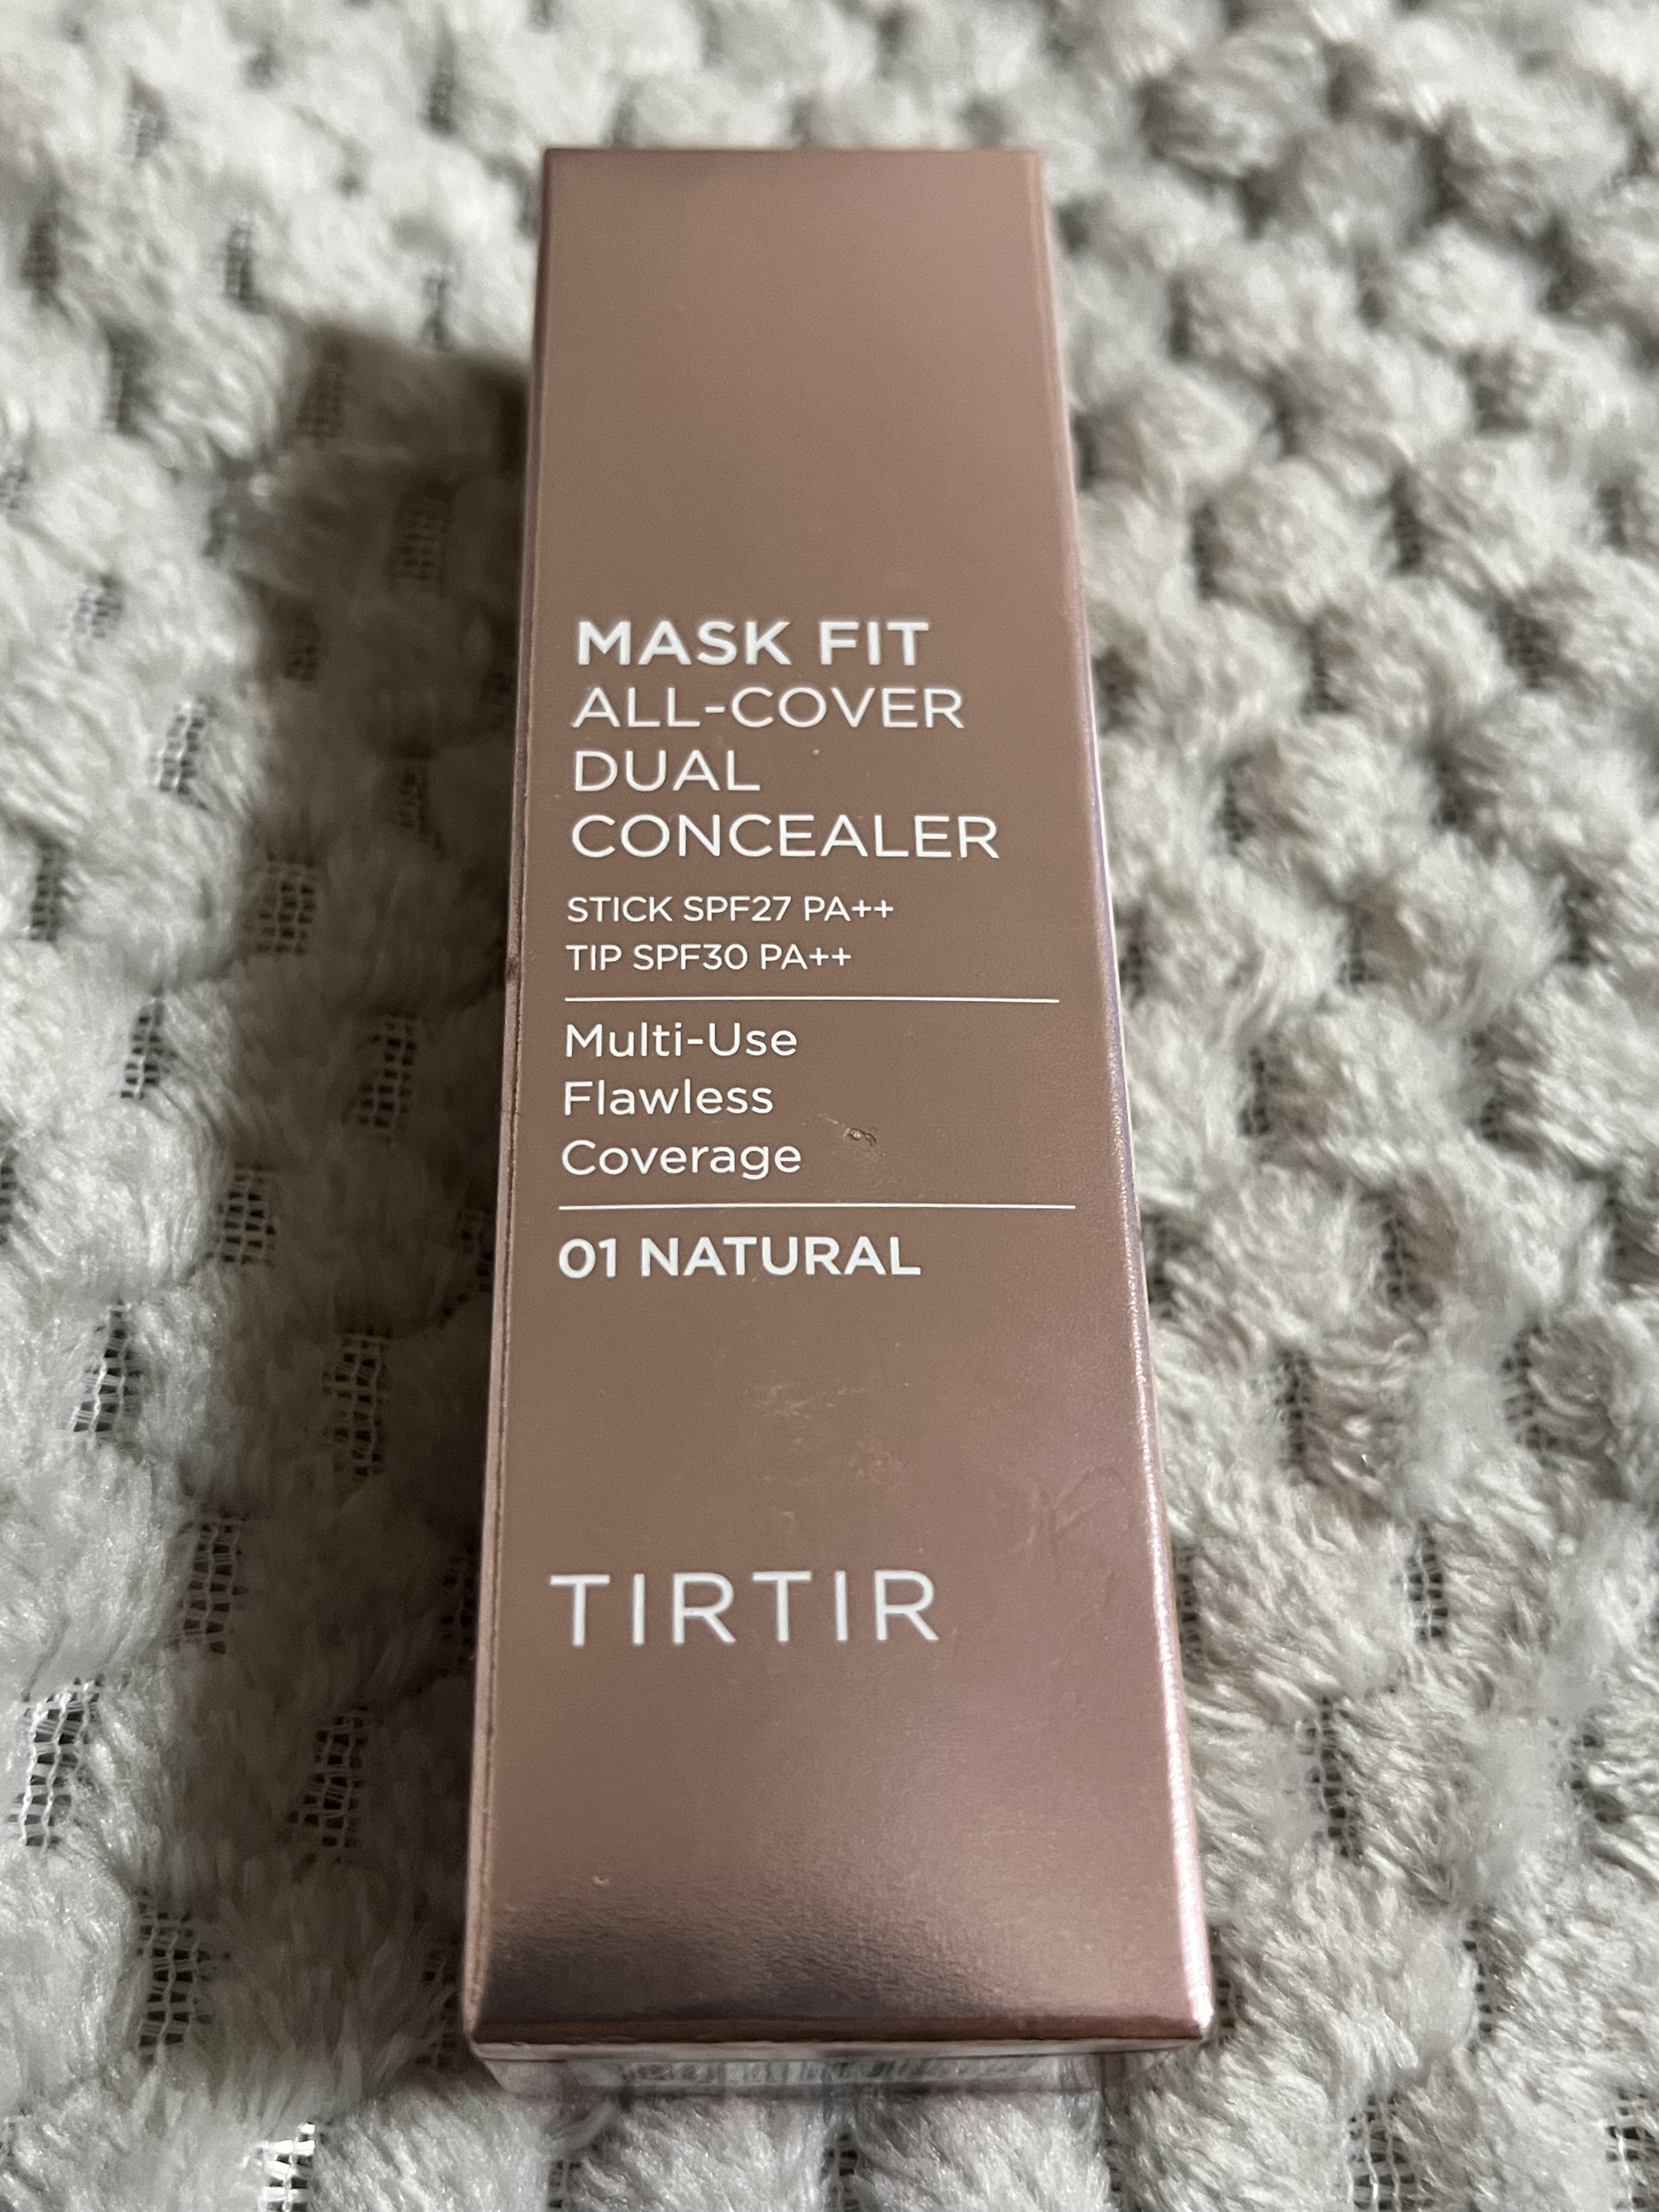 MASK FIT
ALL-COVER
DUAL
CONCEALER
STICK SPF27 PA++
TIP SPF30 PA++
Multi-Use
Flawless
Coverage
01 NATURAL
TIRTIR